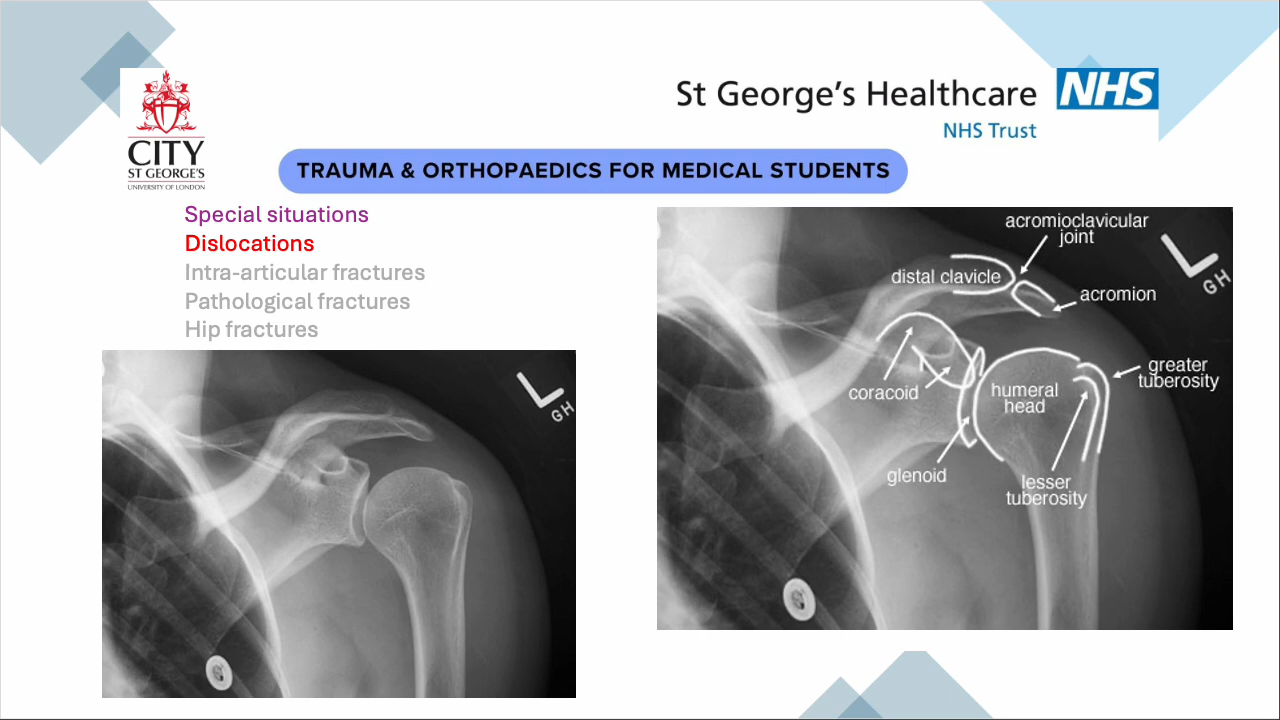 St George's Healthcare NHS
NHS Trust
CITY
ST GEORGE'S
UNIVERSITY OF LONDON
TRAUMA & ORTHOPAEDICS FOR MEDICAL STUDENTS
Special situations
Dislocations
Intra-articular fractures
Pathological fractures
Hip fractures
L
GH
acromioclavicular
joint
L
GH
distal clavicle
acromion
greater
tuberosity
coracoid
humeral
head
glenoid
lesser
tuberosity